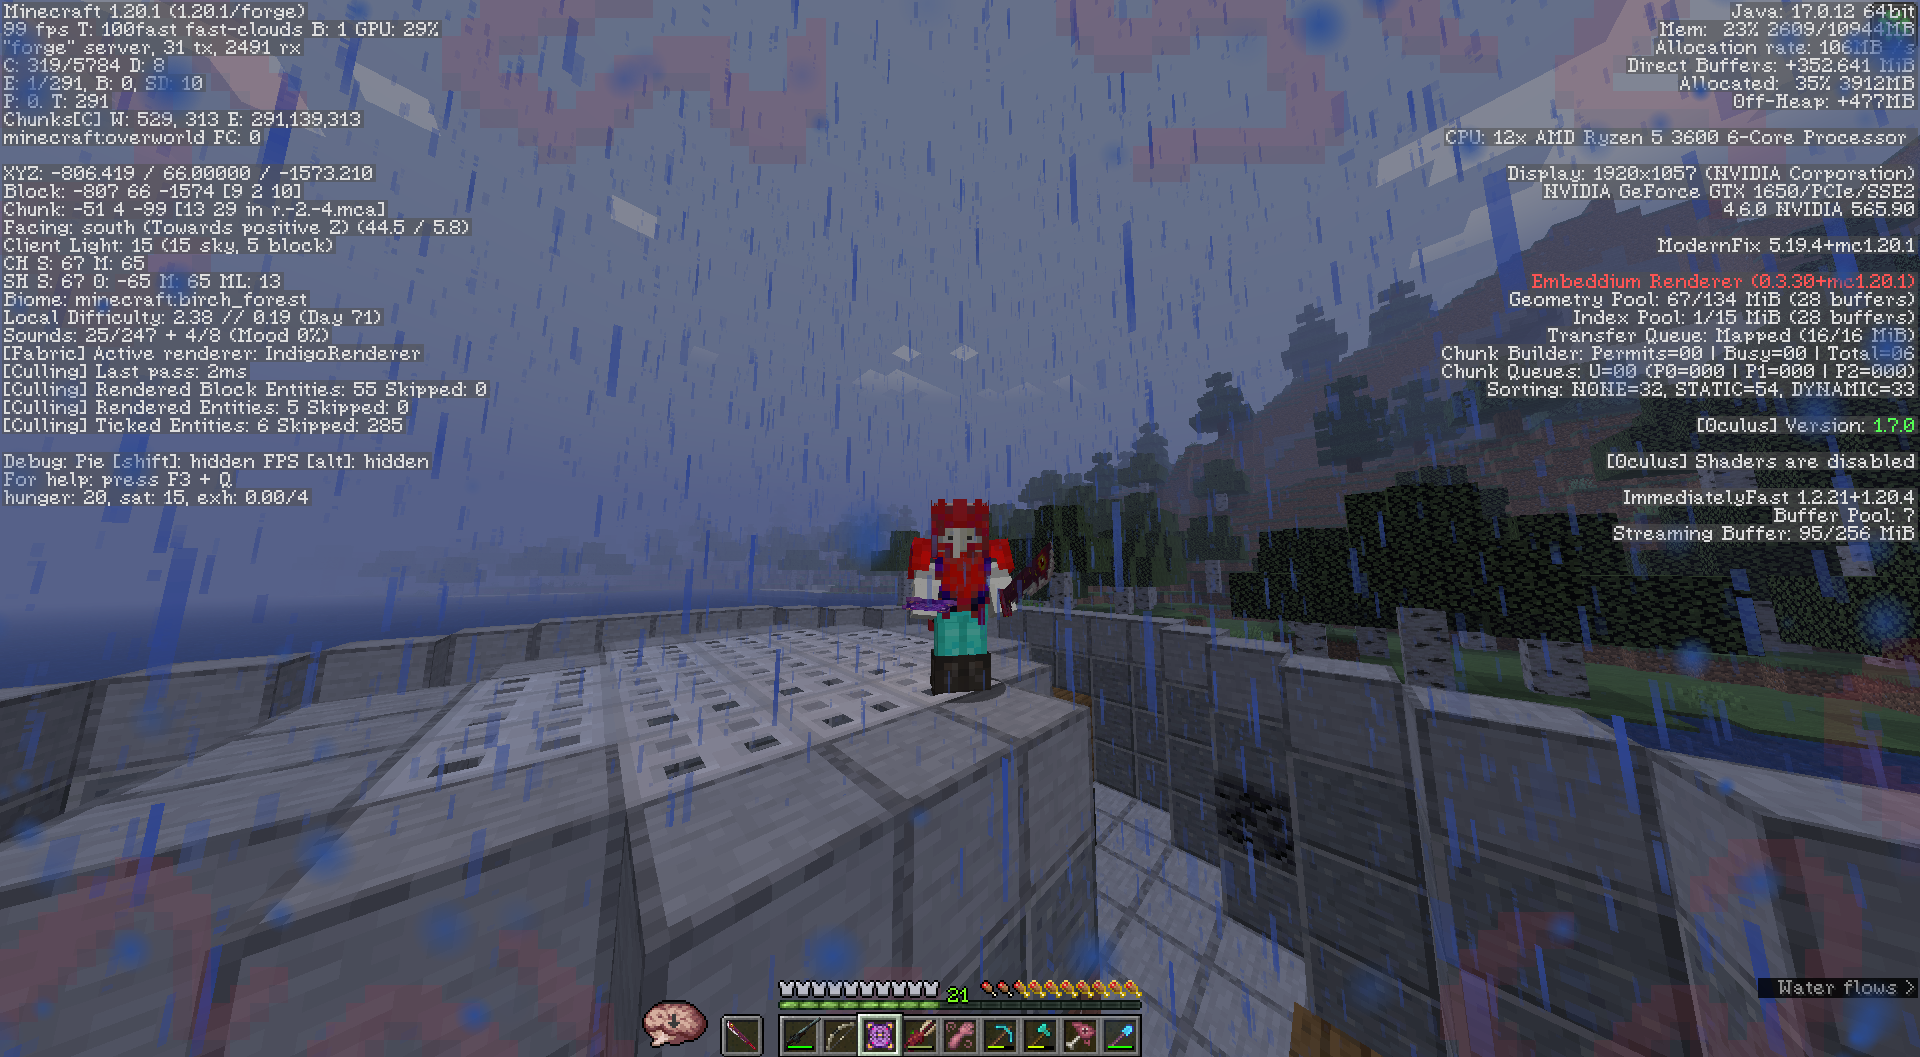 Minecraft 1.20.1 (1.20.1/forge)
99 fps T: 100fast fast-clouds B: 1 GPU: 29%
"forge" server, 31 tx, 2491 rx
C: 319/5784 D: 8
E: 1/291, B: 0, SD: 10
P: 0. T: 291
Chunks[C] W: 529, 313 E: 291,139,313
minecraft:overworld FC: 0
XYZ: -806.419 / 66.00000 / -1573.210
Block: -807 66 -1574 [9 2 10]
Chunk: -51 4 -99 [13 29 in r.-2.-4.mca]
Facing: south (Towards positive Z) (44.5 / 5.8)
Client Light: 15 (15 sky, 5 block)
CH S: 67 M: 65
SH S: 67 O: -65 M: 65 ML: 13
Biome: minecraft:birch_forest
Local Difficulty: 2.38 // 0.19 (Day 71)
Sounds: 25/247 + 4/8 (Mood 0%)
[Fabric] Active renderer: IndigoRenderer
[Culling] Last pass: 2ms
[Culling] Rendered Block Entities: 55 Skipped: 0
[Culling] Rendered Entities: 5 Skipped: 0
[Culling] Ticked Entities: 6 Skipped: 285
Debug: Pie [shift]: hidden FPS [alt]: hidden
For help: press F3 + Q
hunger: 20, sat: 15, exh: 0.00/4
Java: 17.0.12 64bit
Mem: 23% 2609/10944MB
Allocation rate: 106MB /s
Direct Buffers: +352.641 MiB
Allocated: 35% 3912MB
Off-Heap: +477MB
CPU: 12x AMD Ryzen 5 3600 6-Core Processor
Display: 1920x1057 (NVIDIA Corporation)
NVIDIA GeForce GTX 1650/PCIe/SSE2
4.6.0 NVIDIA 565.90
ModernFix 5.19.4+mc1.20.1
Embeddium Renderer (0.3.30+mc1.20.1)
Geometry Pool: 67/134 MiB (28 buffers)
Index Pool: 1/15 MiB (28 buffers)
Transfer Queue: Mapped (16/16 MiB)
Chunk Builder: Permits=00 | Busy=00 | Total=06
Chunk Queues: U=00 (P0=000 | P1=000 | P2=000)
Sorting: NONE=32, STATIC=54, DYNAMIC=33
[Oculus] Version: 1.7.0
[Oculus] Shaders are disabled
ImmediatelyFast 1.2.21+1.20.4
Buffer Pool: 7
Streaming Buffer: 95/256 MiB
Water flows >
21